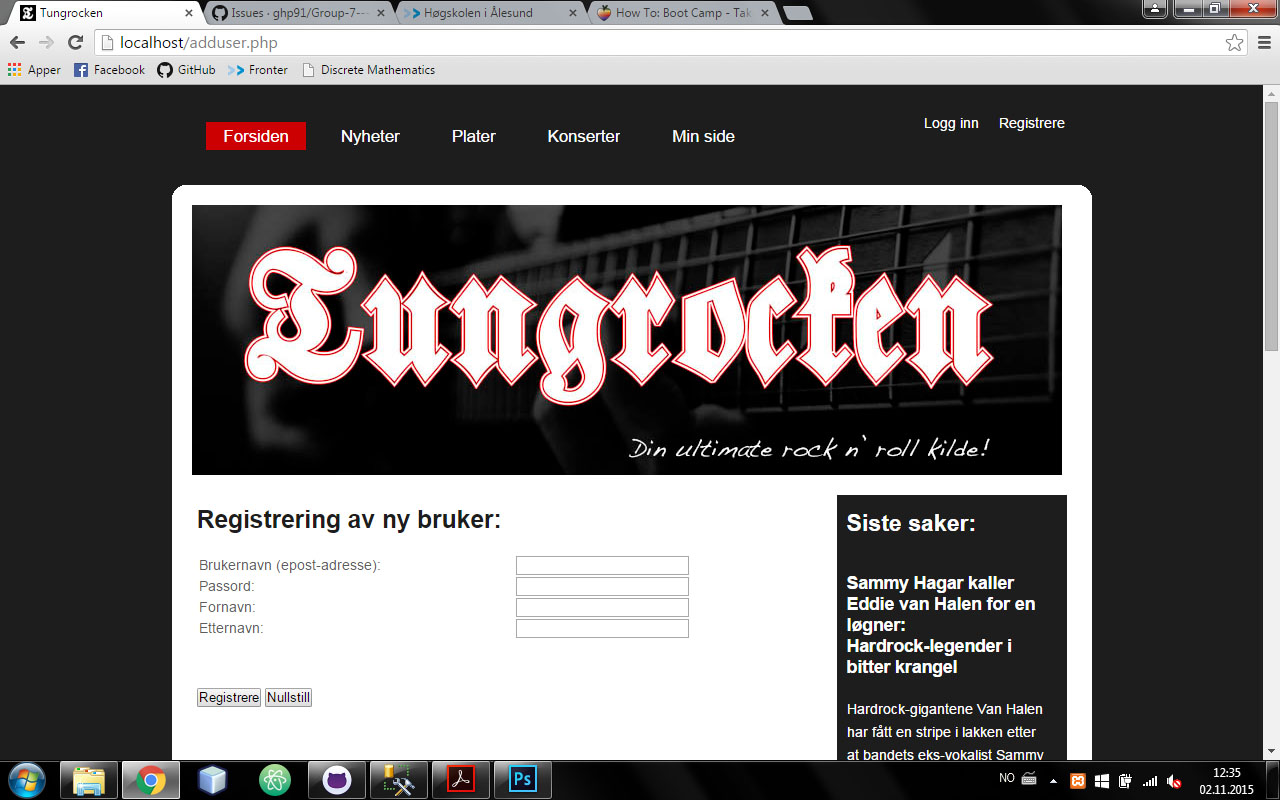 Tungrocken
Issues · ghp91/Group-7---
Høgskolen i Ålesund
How To: Boot Camp - Tak
localhost/adduser.php
Apper
Facebook
GitHub
Fronter
Discrete Mathematics
Forsiden
Nyheter
Plater
Konserter
Min side
Logg inn
Registrere
Tungrocken
Din ultimate rock n' roll kilde!
Registrering av ny bruker:
Brukernavn (epost-adresse):
Passord:
Fornavn:
Etternavn:
Registrere
Nullstill
Siste saker:
Sammy Hagar kaller
Eddie van Halen for en
løgner:
Hardrock-legender i
bitter krangel
Hardrock-gigantene Van Halen
har fått en stripe i lakken etter
at bandets eks-vokalist Sammy
Ps
NO
12:35
02.11.2015